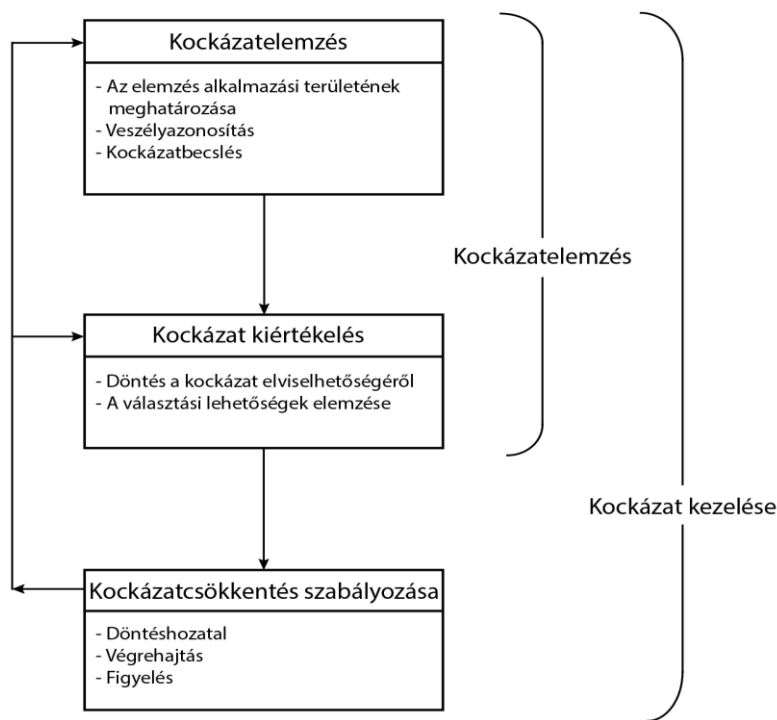 Kockázatelemzés
- Az elemzés alkalmazási területének
meghatározása
- Veszélyazonosítás
- Kockázatbecslés
Kockázatelemzés
Kockázat kiértékelés
- Döntés a kockázat elviselhetőségéről
- A választási lehetőségek elemzése
Kockázat kezelése
Kockázatcsökkentés szabályozása
- Döntéshozatal
- Végrehajtás
- Figyelés